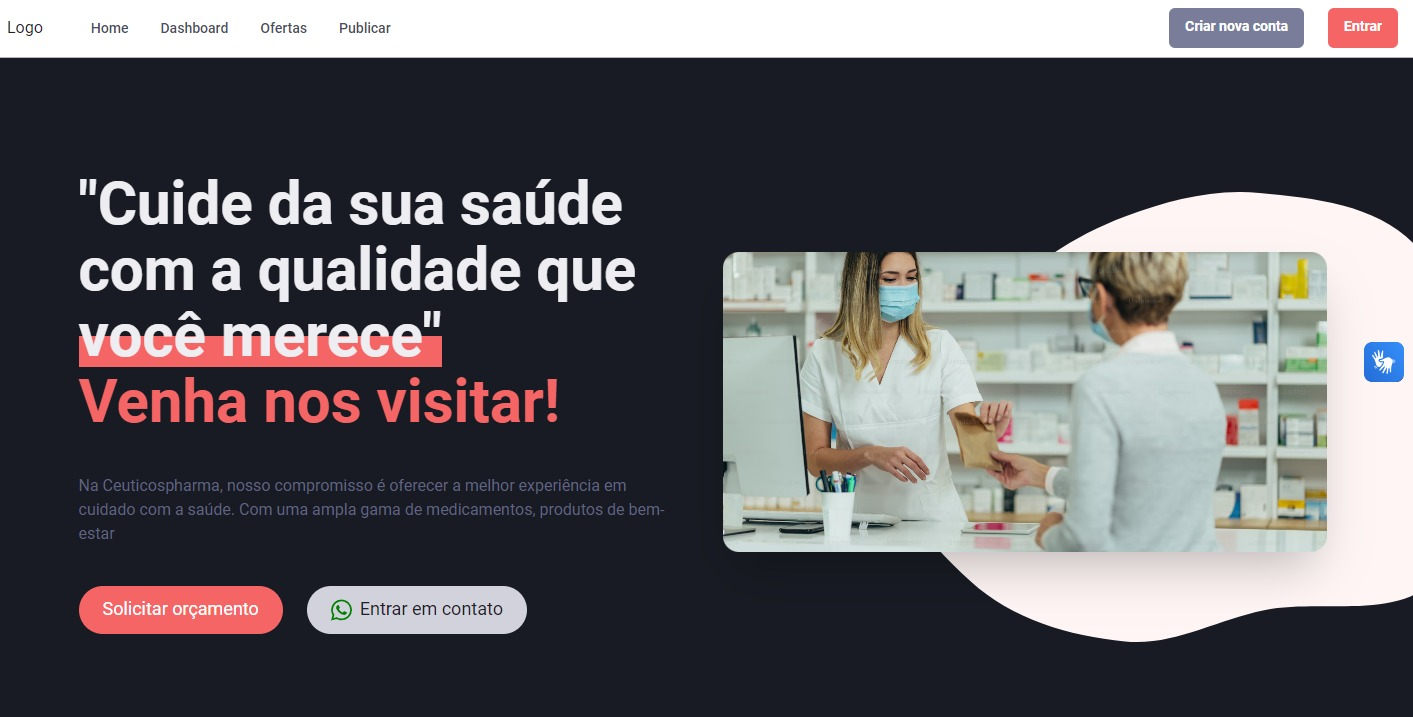 Logo
Home
Dashboard
Ofertas
Publicar
Criar nova conta
Entrar
"Cuide da sua saúde
com a qualidade que
você merece"
Venha nos visitar!
Na Ceuticospharma, nosso compromisso é oferecer a melhor experiência em
cuidado com a saúde. Com uma ampla gama de medicamentos, produtos de bem-
estar
Solicitar orçamento
Entrar em contato